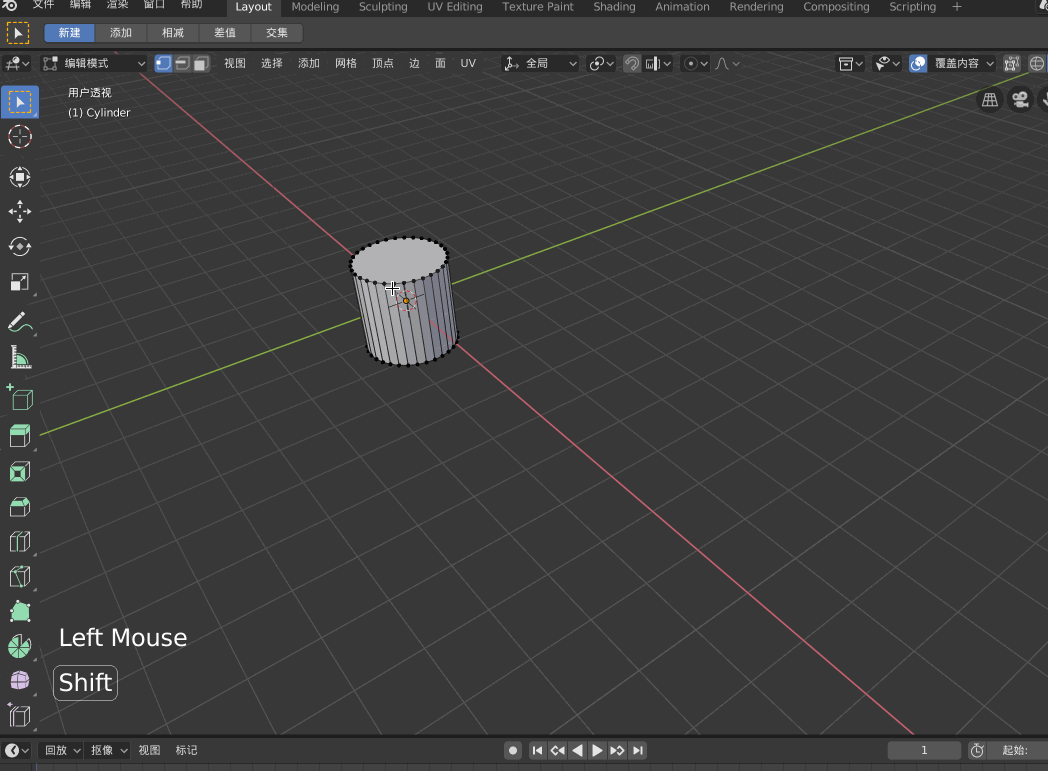 文件 编辑 渲染 窗口 帮助 Layout Modeling Sculpting UV Editing Texture Paint Shading Animation Rendering Compositing Scripting +
新建 添加 相减 差值 交集
编辑模式 视图 选择 添加 网格 顶点 边 面 UV 全局 覆盖内容
用户透视
(1) Cylinder
Left Mouse
Shift
回放 抠像 视图 标记 1 起始: